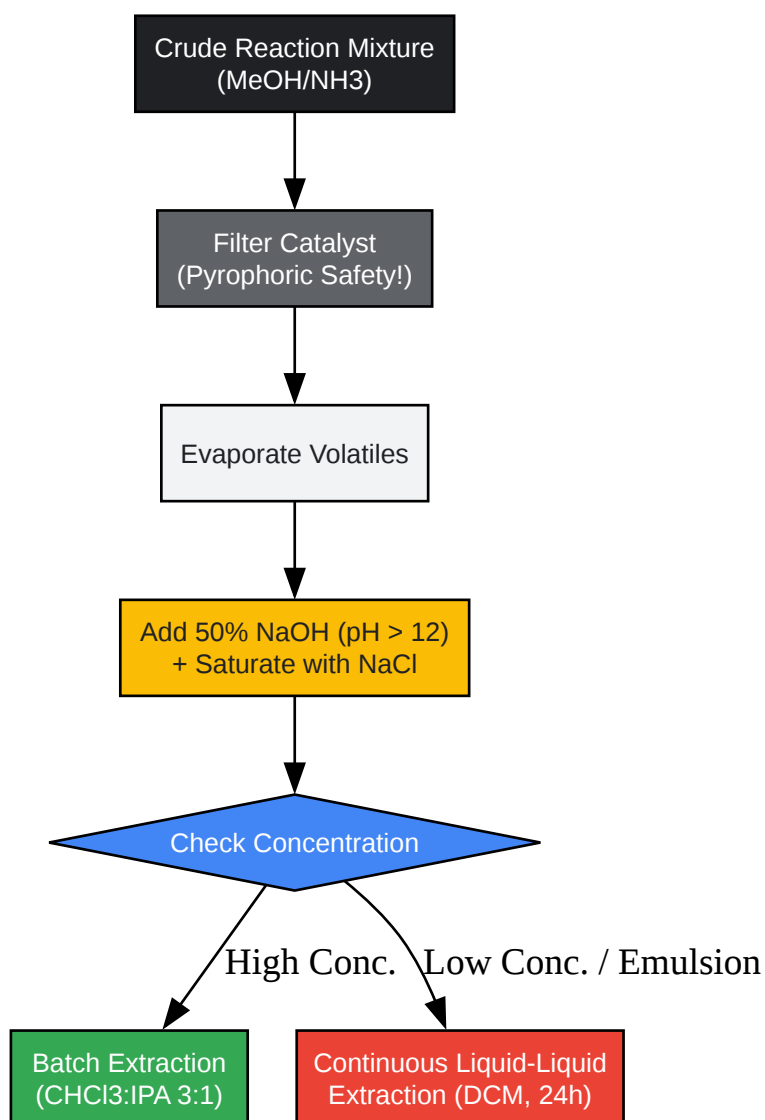 Crude Reaction Mixture
(MeOH/NH3)
Filter Catalyst
(Pyrophoric Safety!)
Evaporate Volatiles
Add 50% NaOH (pH > 12)
+ Saturate with NaCl
Check Concentration
High Conc.
Low Conc. / Emulsion
Batch Extraction
(CHCl3:IPA 3:1)
Continuous Liquid-Liquid
Extraction (DCM, 24h)